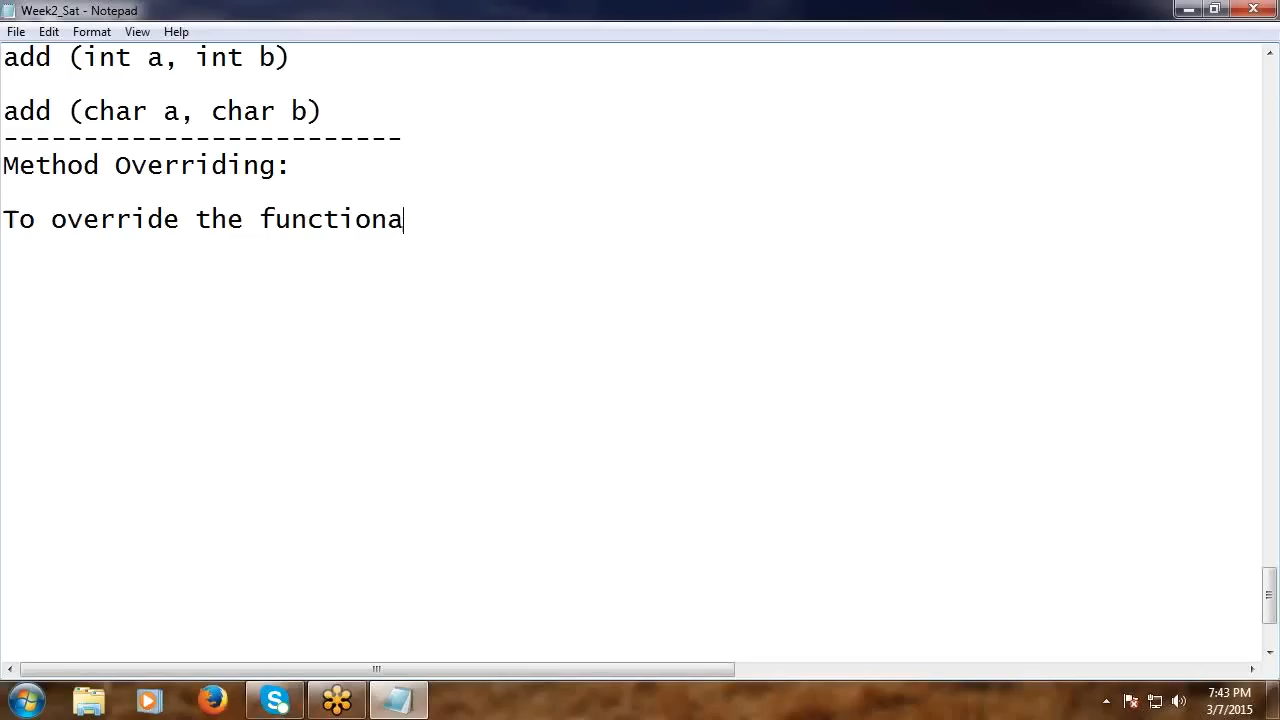 Week2_Sat - Notepad
File Edit Format View Help
add (int a, int b)
add (char a, char b)
-------------------------
Method Overriding:
To override the functiona
7:43 PM
3/7/2015